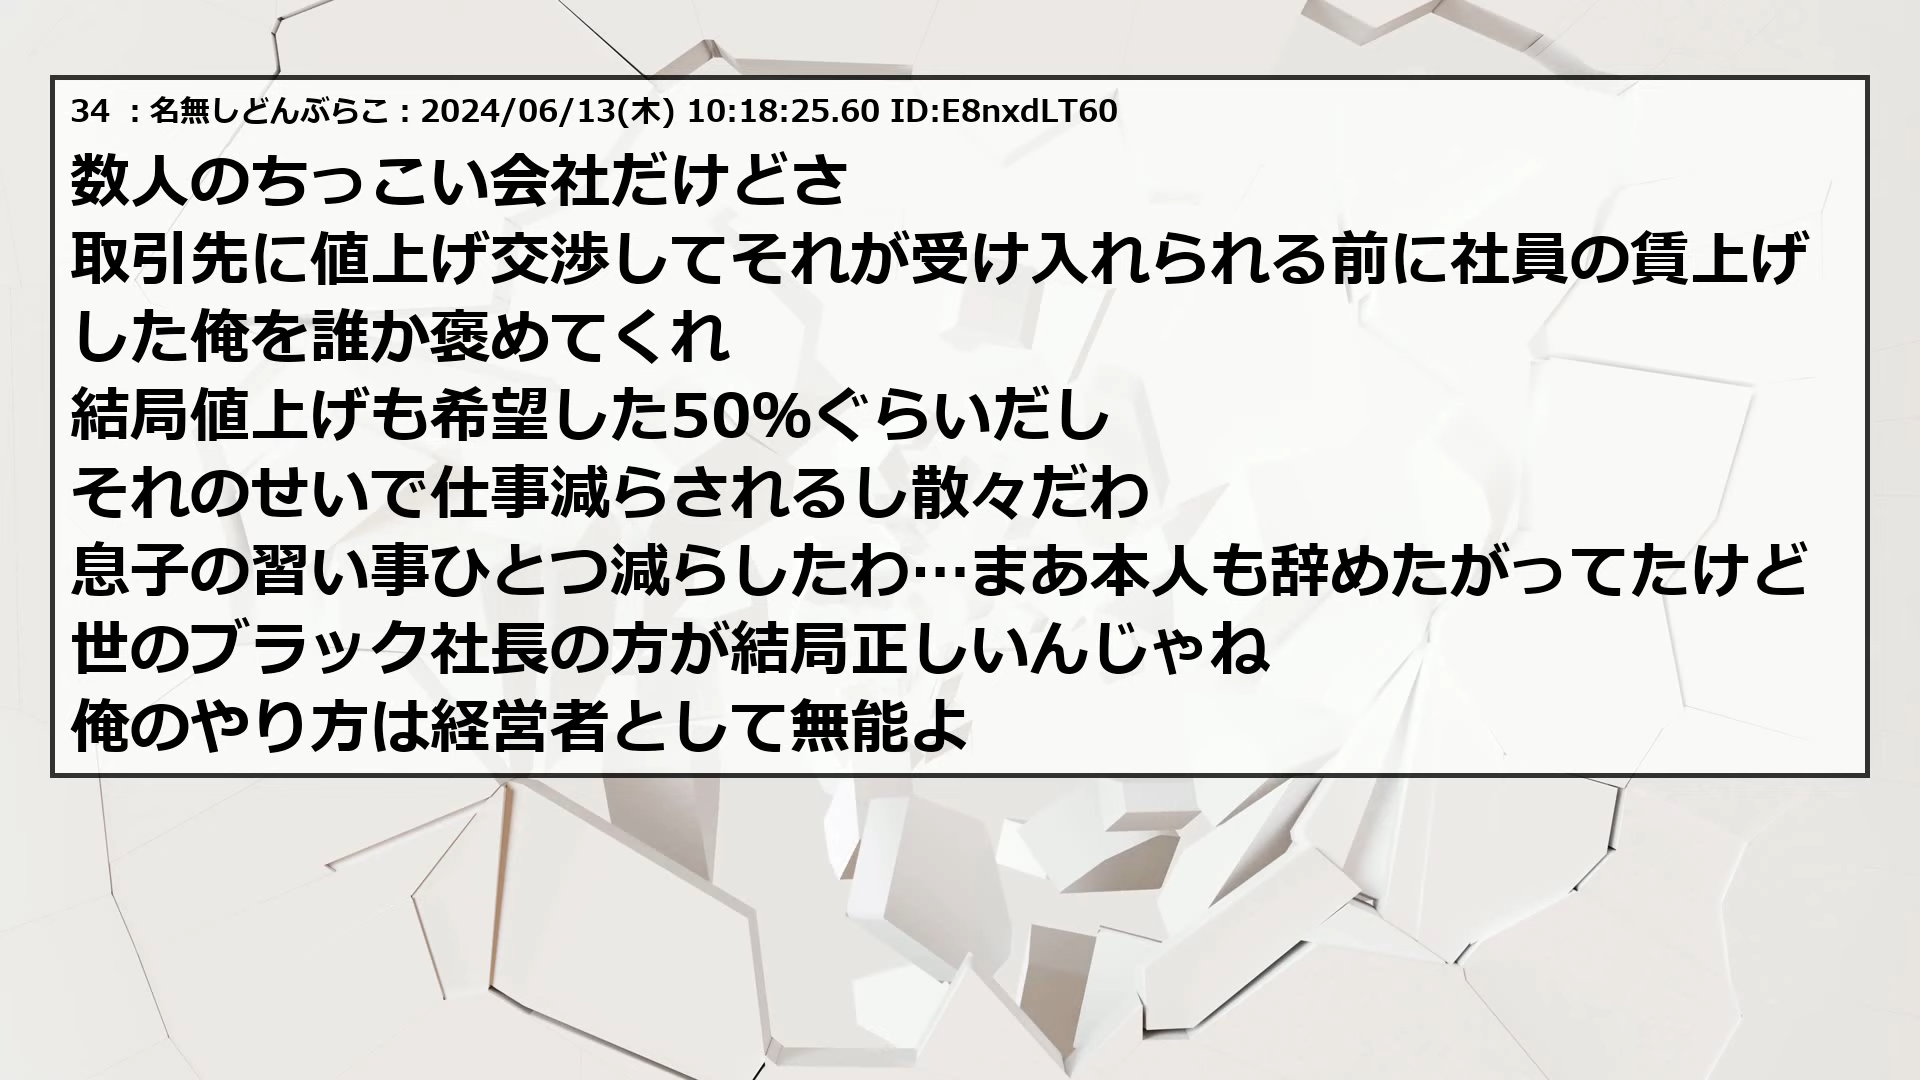 34 ：名無しどんぶらこ：2024/06/13(木) 10:18:25.60 ID:E8nxdLT60
数人のちっこい会社だけどさ
取引先に値上げ交渉してそれが受け入れられる前に社員の賃上げ
した俺を誰か褒めてくれ
結局値上げも希望した50%ぐらいだし
それのせいで仕事減らされるし散々だわ
息子の習い事ひとつ減らしたわ…まあ本人も辞めたがってたけど
世のブラック社長の方が結局正しいんじゃね
俺のやり方は経営者として無能よ